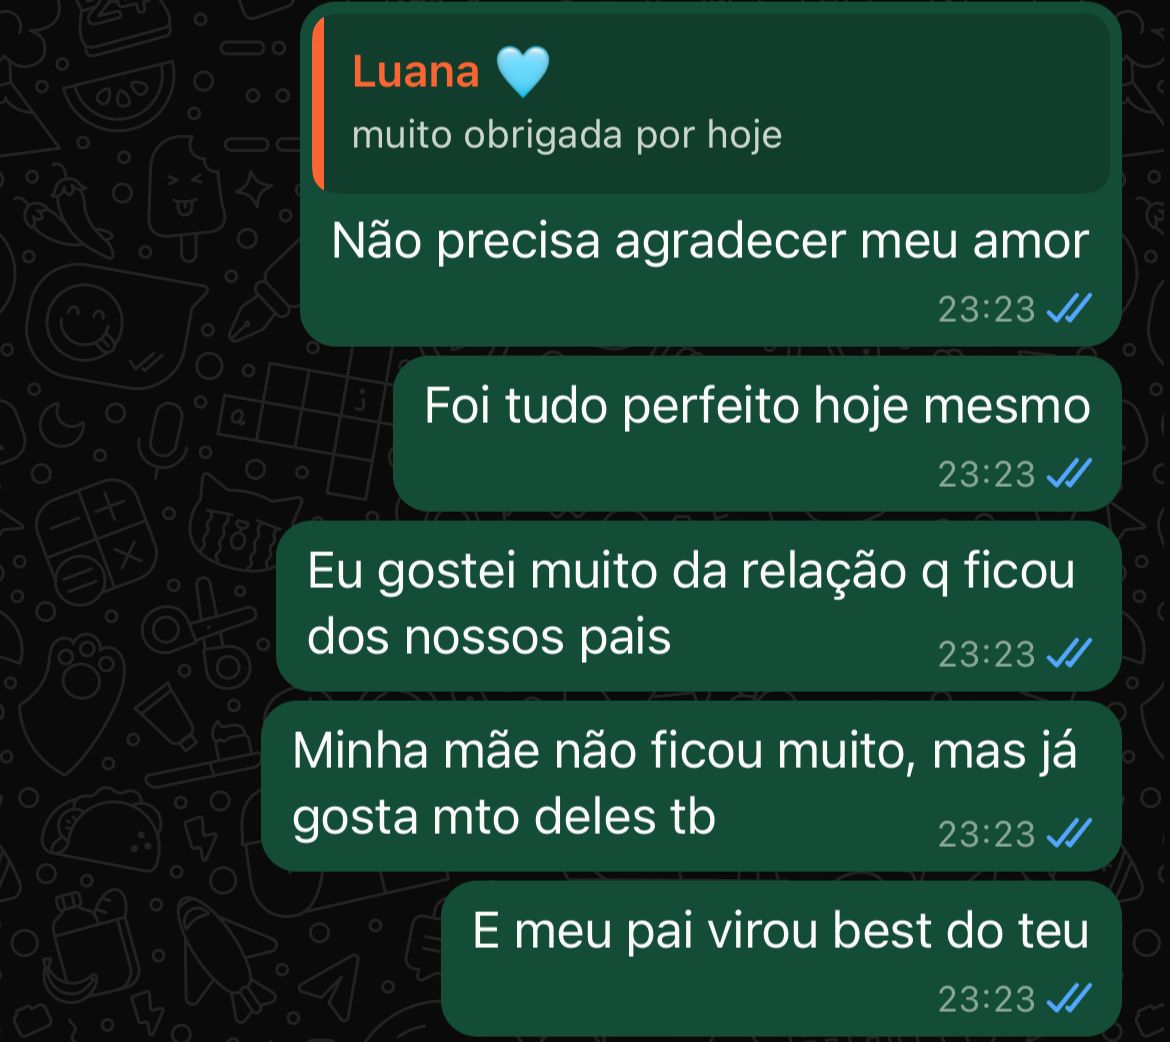 Luana 🩵
muito obrigada por hoje
Não precisa agradecer meu amor
23:23
Foi tudo perfeito hoje mesmo
23:23
Eu gostei muito da relação q ficou
dos nossos pais
23:23
Minha mãe não ficou muito, mas já
gosta mto deles tb
23:23
E meu pai virou best do teu
23:23